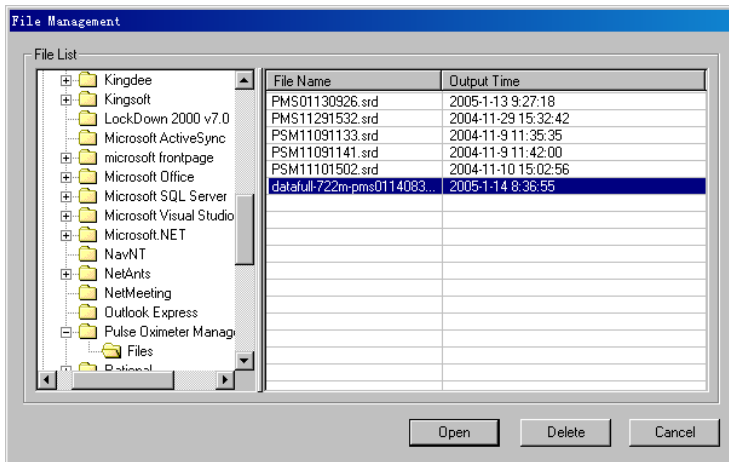 File Management
File List
Kingdee
Kingsoft
LockDown 2000 v7.0
Microsoft ActiveSync
microsoft frontpage
Microsoft Office
Microsoft SQL Server
Microsoft Visual Studio
Microsoft.NET
NavNT
NetAnts
NetMeeting
Outlook Express
Pulse Oximeter Manag
Files
Rational
File Name Output Time
PMS01130926.srd 2005-1-13 9:27:18
PMS11291532.srd 2004-11-29 15:32:42
PSM11091133.srd 2004-11-9 11:35:35
PSM11091141.srd 2004-11-9 11:42:00
PSM11101502.srd 2004-11-10 15:02:56
datafull-722m-pms0114083... 2005-1-14 8:36:55
Open Delete Cancel